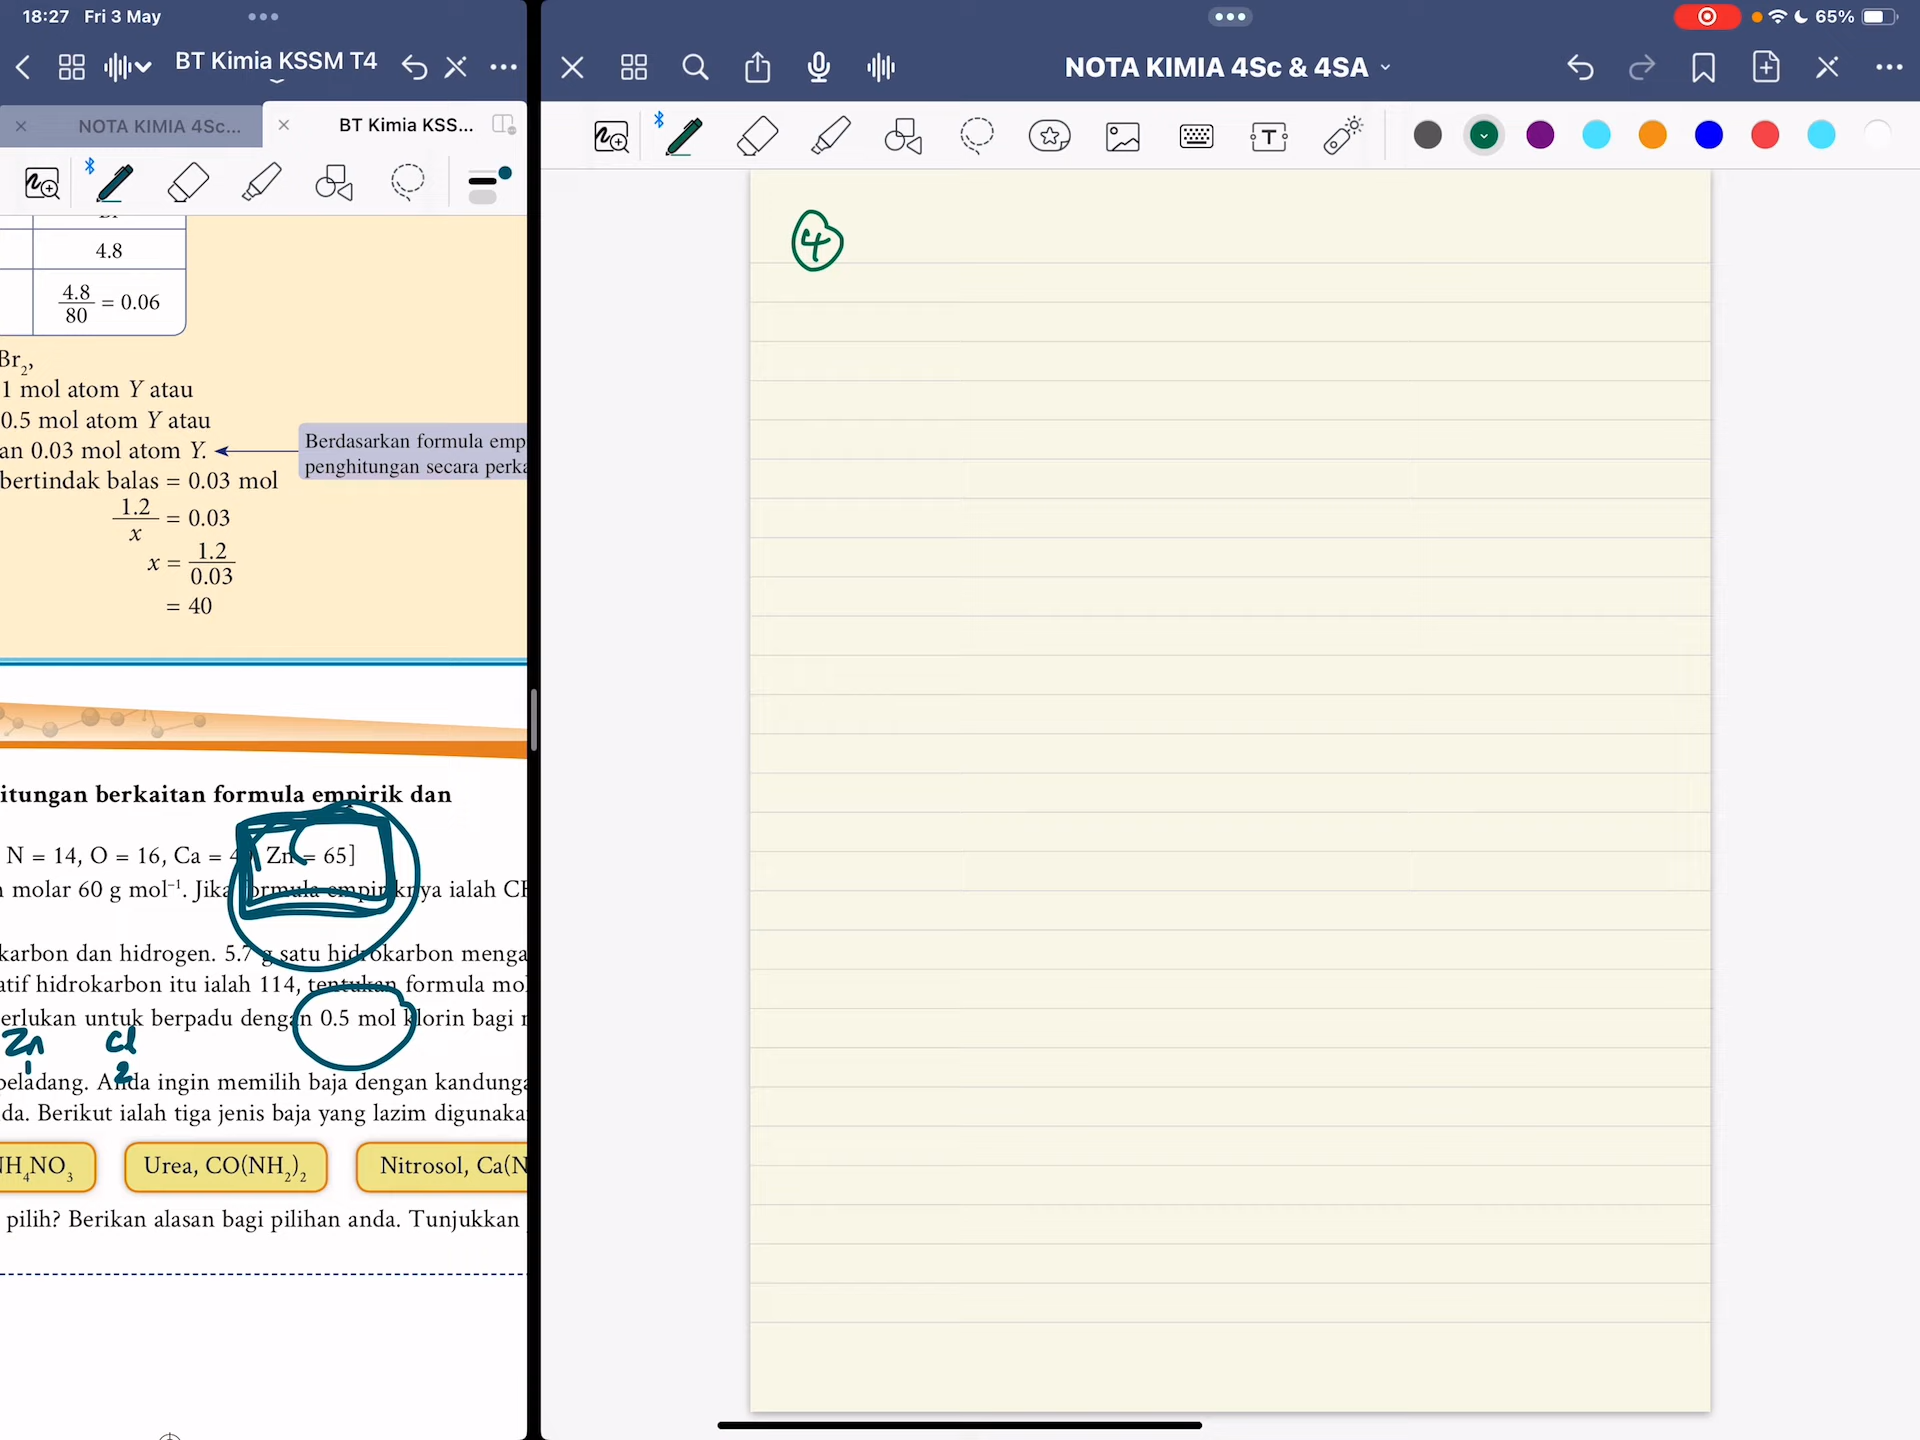 18:27 Fri 3 May
65%
BT Kimia KSSM T4
NOTA KIMIA 4Sc & 4SA
NOTA KIMIA 4Sc...
BT Kimia KSS...
4.8
4.8/80 = 0.06
Br₂,
1 mol atom Y atau
0.5 mol atom Y atau
an 0.03 mol atom Y.
Berdasarkan formula emp
penghitungan secara perka
bertindak balas = 0.03 mol
1.2/x = 0.03
x = 1.2/0.03
= 40
itungan berkaitan formula empirik dan
N = 14, O = 16, Ca = 4 Zn = 65]
molar 60 g mol⁻¹. Jika formula empiriknya ialah CH
karbon dan hidrogen. 5.7 g satu hidrokarbon menga
atif hidrokarbon itu ialah 114, tentukan formula mo
erlukan untuk berpadu dengan 0.5 mol klorin bagi
Zn Cl
1 2
peladang. Anda ingin memilih baja dengan kandunga
da. Berikut ialah tiga jenis baja yang lazim digunaka
NH₄NO₃
Urea, CO(NH₂)₂
Nitrosol, Ca(N
pilih? Berikan alasan bagi pilihan anda. Tunjukkan
4